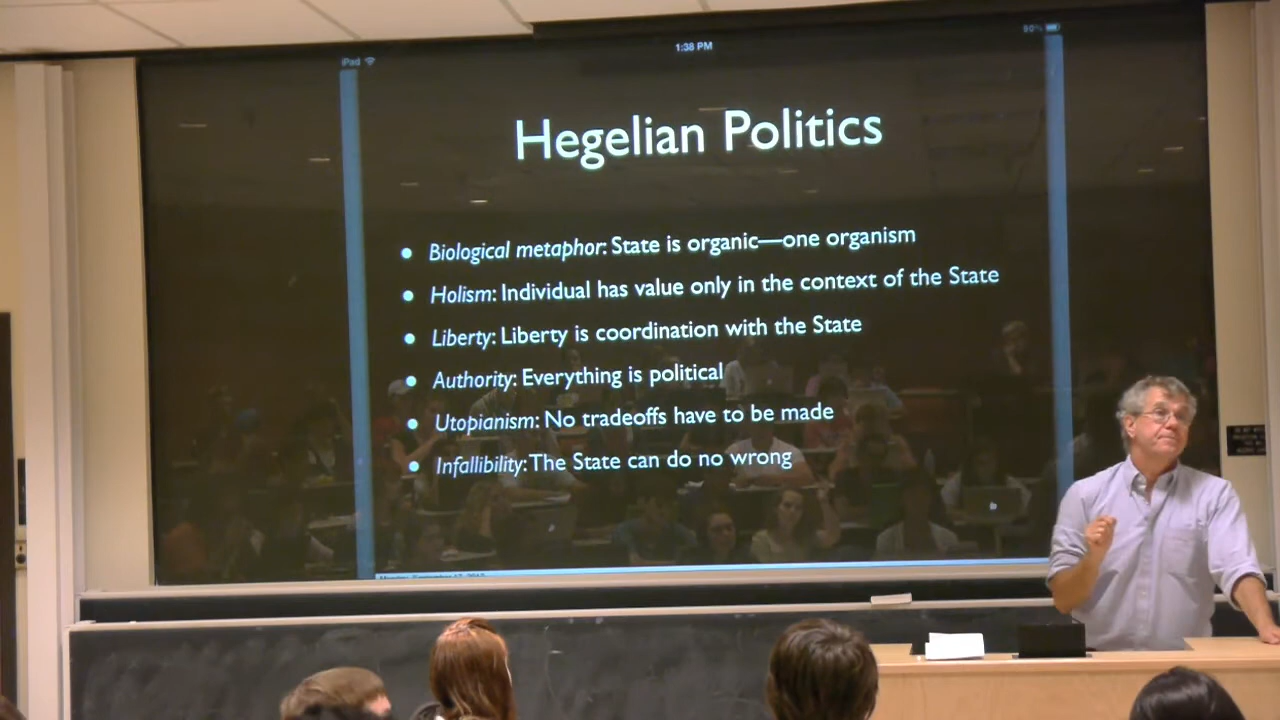 iPad
1:38 PM
90%
Hegelian Politics
• Biological metaphor: State is organic—one organism
• Holism: Individual has value only in the context of the State
• Liberty: Liberty is coordination with the State
• Authority: Everything is political
• Utopianism: No tradeoffs have to be made
• Infallibility: The State can do no wrong